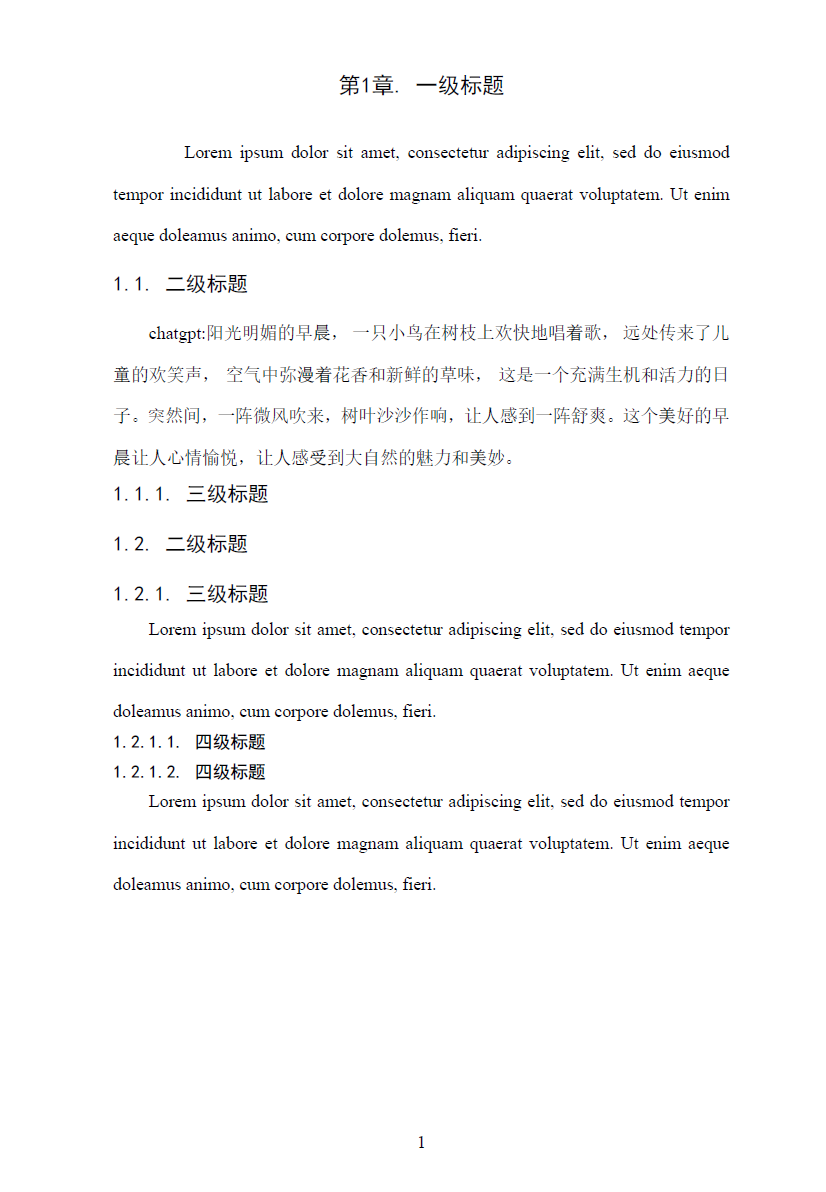 第1章. 一级标题
Lorem ipsum dolor sit amet, consectetur adipiscing elit, sed do eiusmod
tempor incididunt ut labore et dolore magnam aliquam quaerat voluptatem. Ut enim
aeque doleamus animo, cum corpore dolemus, fieri.
1.1. 二级标题
chatgpt:阳光明媚的早晨， 一只小鸟在树枝上欢快地唱着歌， 远处传来了儿
童的欢笑声， 空气中弥漫着花香和新鲜的草味， 这是一个充满生机和活力的日
子。突然间，一阵微风吹来，树叶沙沙作响，让人感到一阵舒爽。这个美好的早
晨让人心情愉悦，让人感受到大自然的魅力和美妙。
1.1.1. 三级标题
1.2. 二级标题
1.2.1. 三级标题
Lorem ipsum dolor sit amet, consectetur adipiscing elit, sed do eiusmod tempor
incididunt ut labore et dolore magnam aliquam quaerat voluptatem. Ut enim aeque
doleamus animo, cum corpore dolemus, fieri.
1.2.1.1. 四级标题
1.2.1.2. 四级标题
Lorem ipsum dolor sit amet, consectetur adipiscing elit, sed do eiusmod tempor
incididunt ut labore et dolore magnam aliquam quaerat voluptatem. Ut enim aeque
doleamus animo, cum corpore dolemus, fieri.
1